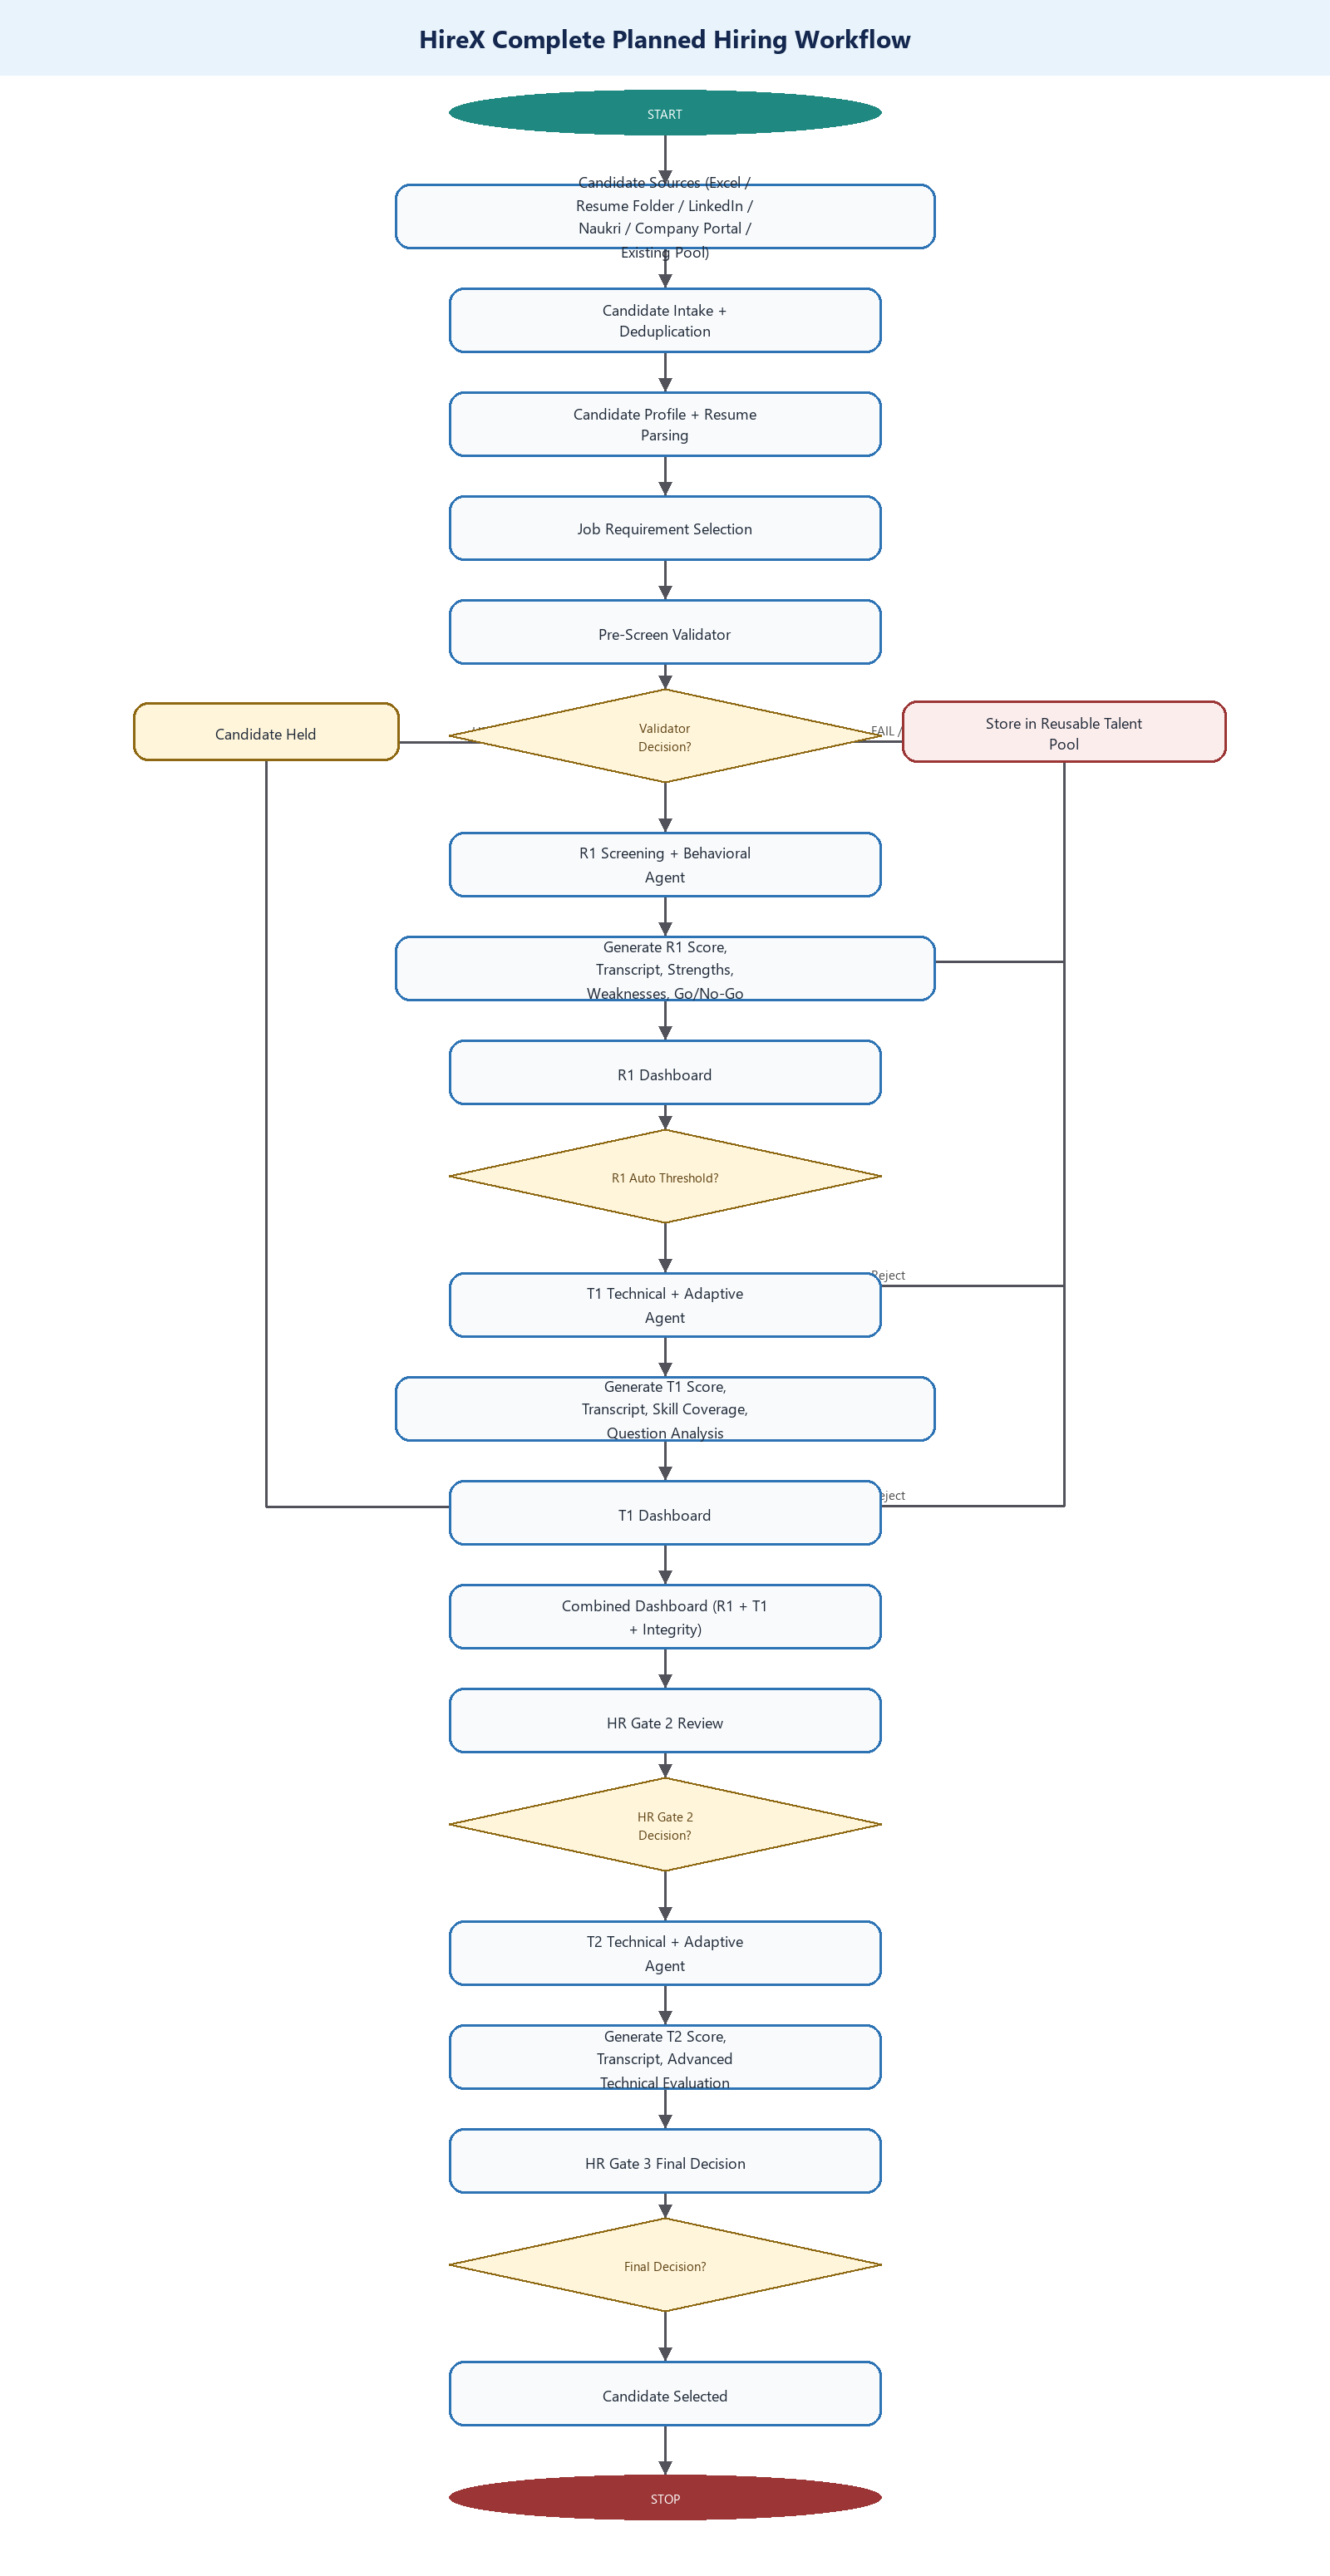 HireX Complete Planned Hiring Workflow
START
Candidate Sources (Excel /
Resume Folder / LinkedIn /
Naukri / Company Portal /
Existing Pool)
Candidate Intake +
Deduplication
Candidate Profile + Resume
Parsing
Job Requirement Selection
Pre-Screen Validator
Candidate Held
Validator
Decision?
FAIL /
Store in Reusable Talent
Pool
R1 Screening + Behavioral
Agent
Generate R1 Score,
Transcript, Strengths,
Weaknesses, Go/No-Go
R1 Dashboard
R1 Auto Threshold?
Reject
T1 Technical + Adaptive
Agent
Generate T1 Score,
Transcript, Skill Coverage,
Question Analysis
T1 Dashboard
eject
Combined Dashboard (R1 + T1
+ Integrity)
HR Gate 2 Review
HR Gate 2
Decision?
T2 Technical + Adaptive
Agent
Generate T2 Score,
Transcript, Advanced
Technical Evaluation
HR Gate 3 Final Decision
Final Decision?
Candidate Selected
STOP